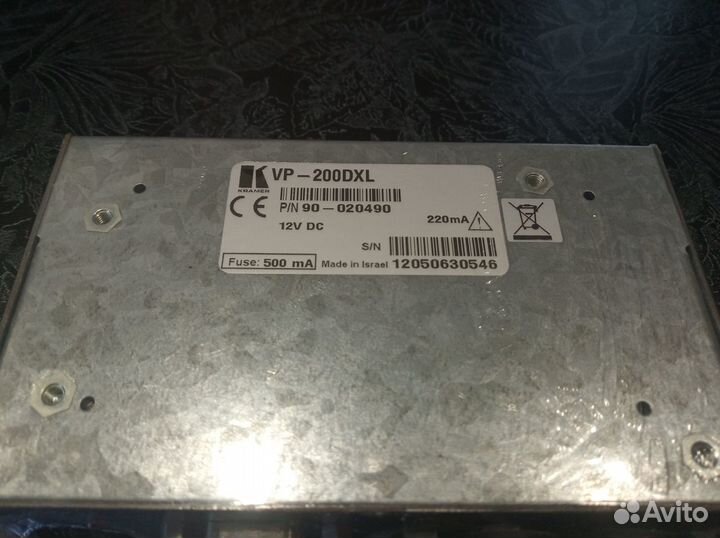 K VP-200DXL
KRAMER
CE P/N 90-020490
12V DC 220mA
S/N
Fuse: 500 mA Made in Israel 12050630546
Avito